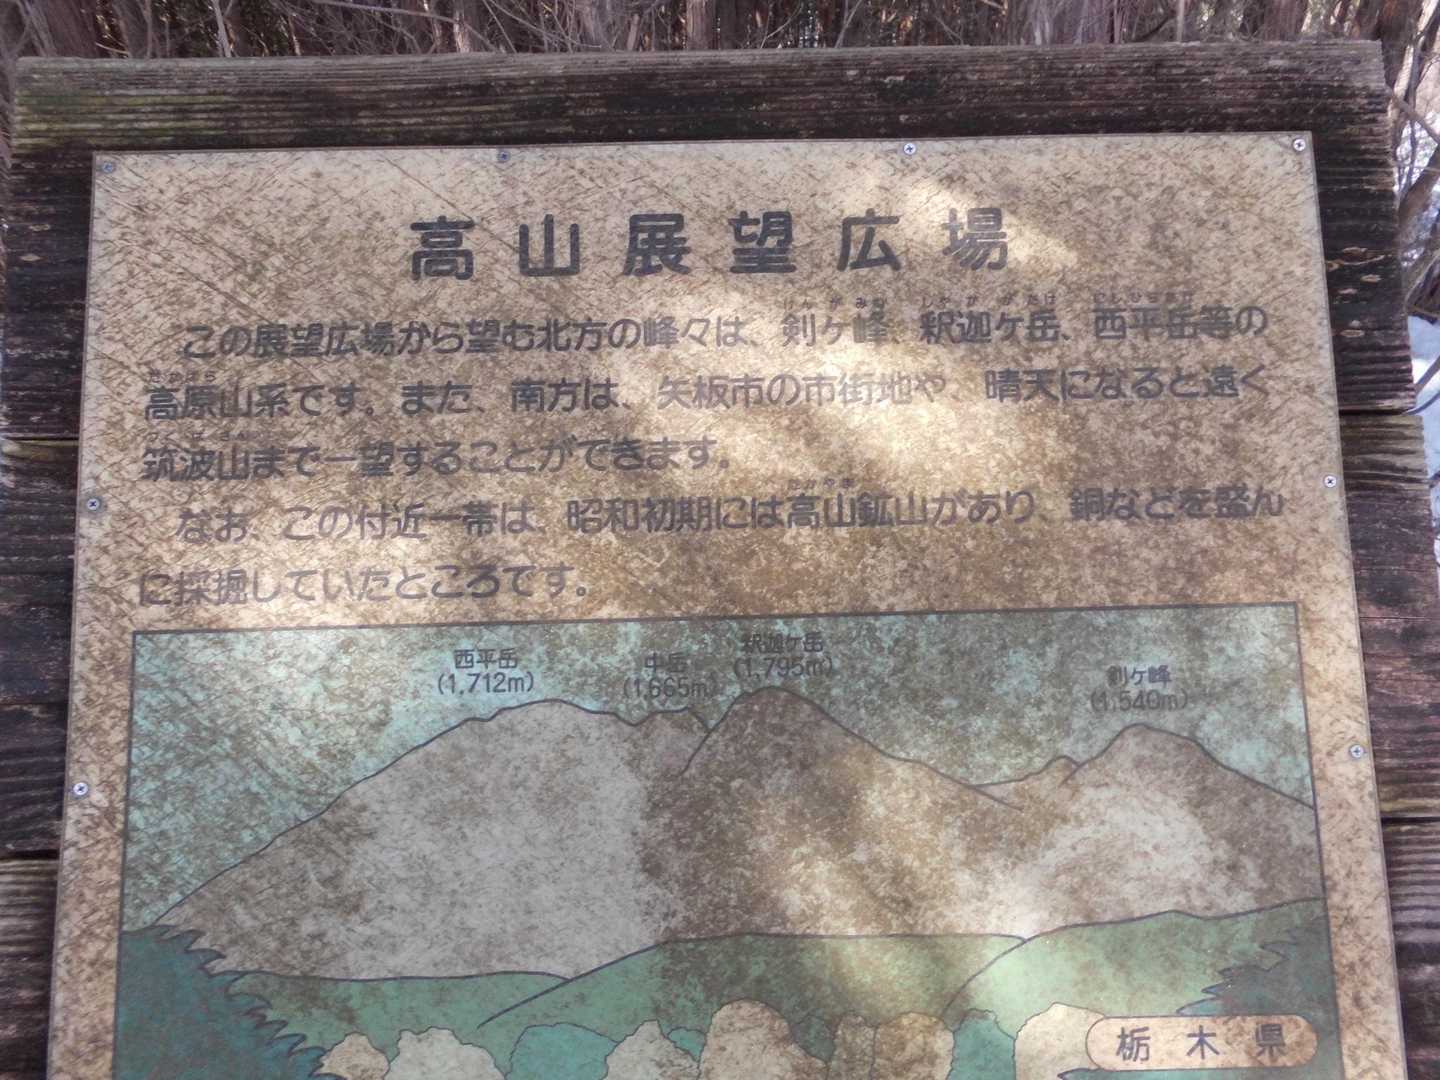 高山展望広場
この展望広場から望む北方の峰々は、剣ヶ峰、釈迦ケ岳、西平岳等の
高原山系です。また、南方は、矢板市の市街地や、晴天になると遠く
筑波山まで一望することができます。
なお、この付近一帯は、昭和初期には高山鉱山があり、銅などを盛ん
に採掘していたところです。
西平岳
(1,712m)
中岳
(1,665m)
釈迦ケ岳
(1,795m)
剣ヶ峰
(1,540m)
栃木県